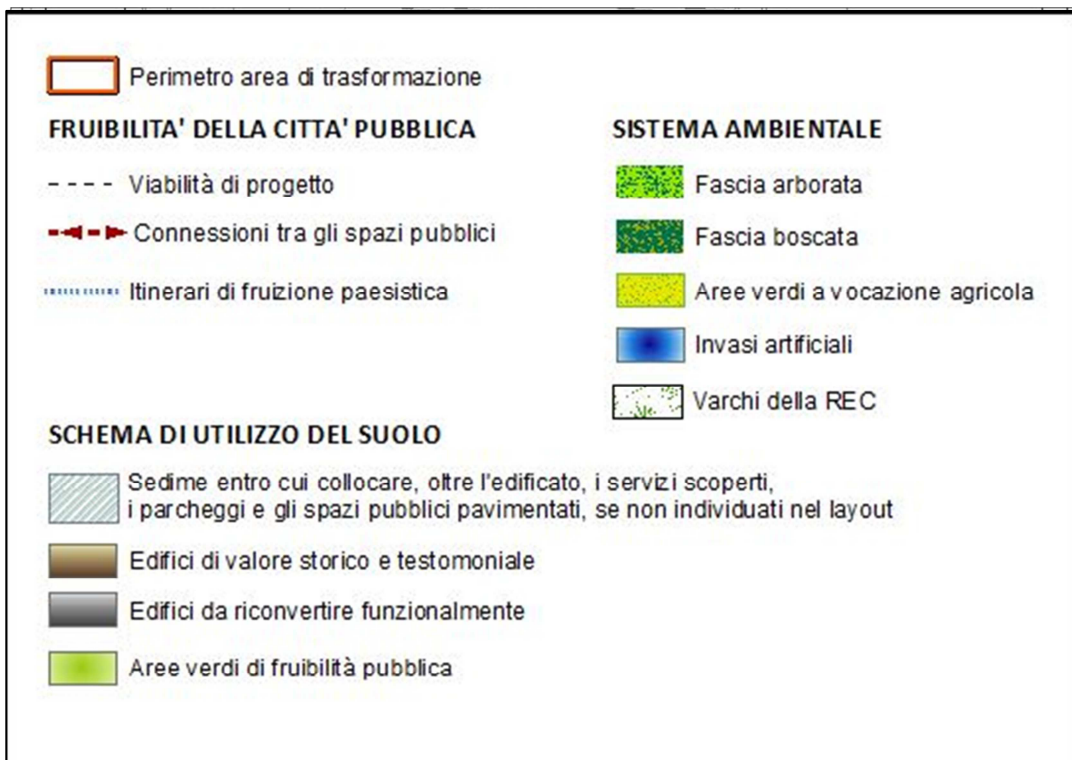 Perimetro area di trasformazione
FRUIBILITA' DELLA CITTA' PUBBLICA
Viabilità di progetto
Connessioni tra gli spazi pubblici
Itinerari di fruizione paesistica
SISTEMA AMBIENTALE
Fascia arborata
Fascia boscata
Aree verdi a vocazione agricola
Invasi artificiali
Varchi della REC
SCHEMA DI UTILIZZO DEL SUOLO
Sedime entro cui collocare, oltre l'edificato, i servizi scoperti,
i parcheggi e gli spazi pubblici pavimentati, se non individuati nel layout
Edifici di valore storico e testomoniale
Edifici da riconvertire funzionalmente
Aree verdi di fruibilità pubblica